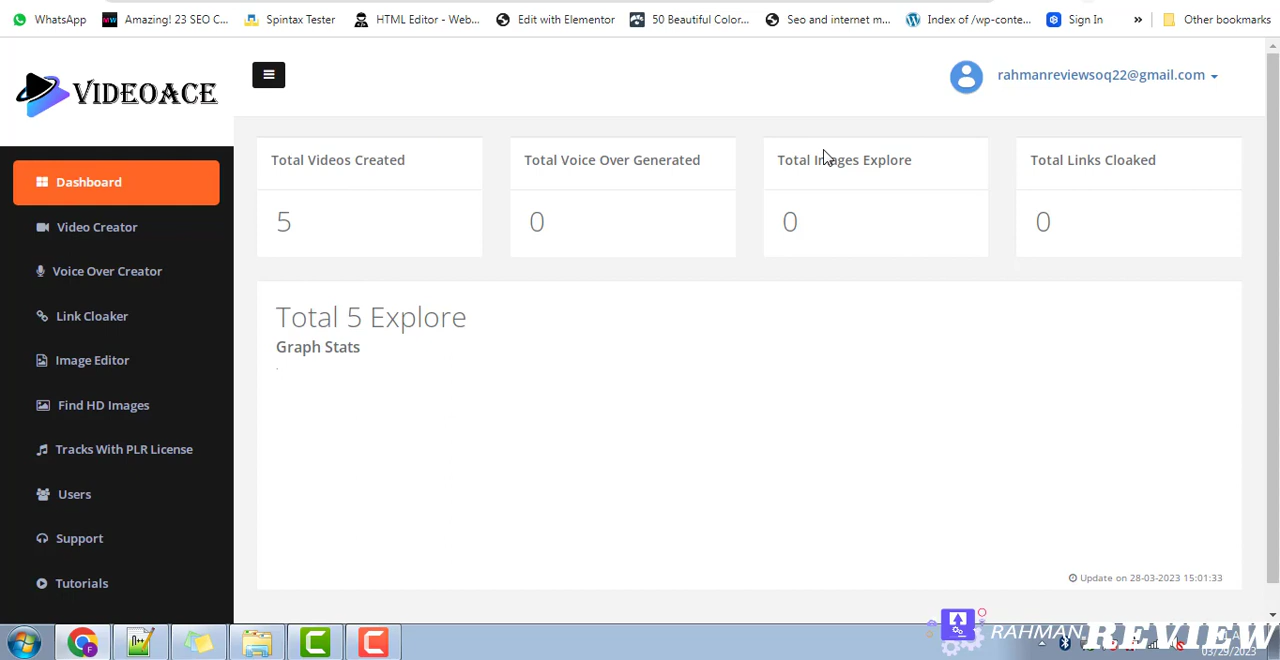 WhatsApp Amazing! 23 SEO C... Spintax Tester HTML Editor - Web... Edit with Elementor 50 Beautiful Color... Seo and internet m... Index of /wp-conte... Sign In » Other bookmarks
VIDEOACE
rahmanreviewsoq22@gmail.com
Dashboard
Video Creator
Voice Over Creator
Link Cloaker
Image Editor
Find HD Images
Tracks With PLR License
Users
Support
Tutorials
Total Videos Created
5
Total Voice Over Generated
0
Total Images Explore
0
Total Links Cloaked
0
Total 5 Explore
Graph Stats
Update on 28-03-2023 15:01:33
RAHMAN.REVIEW
03/29/2023